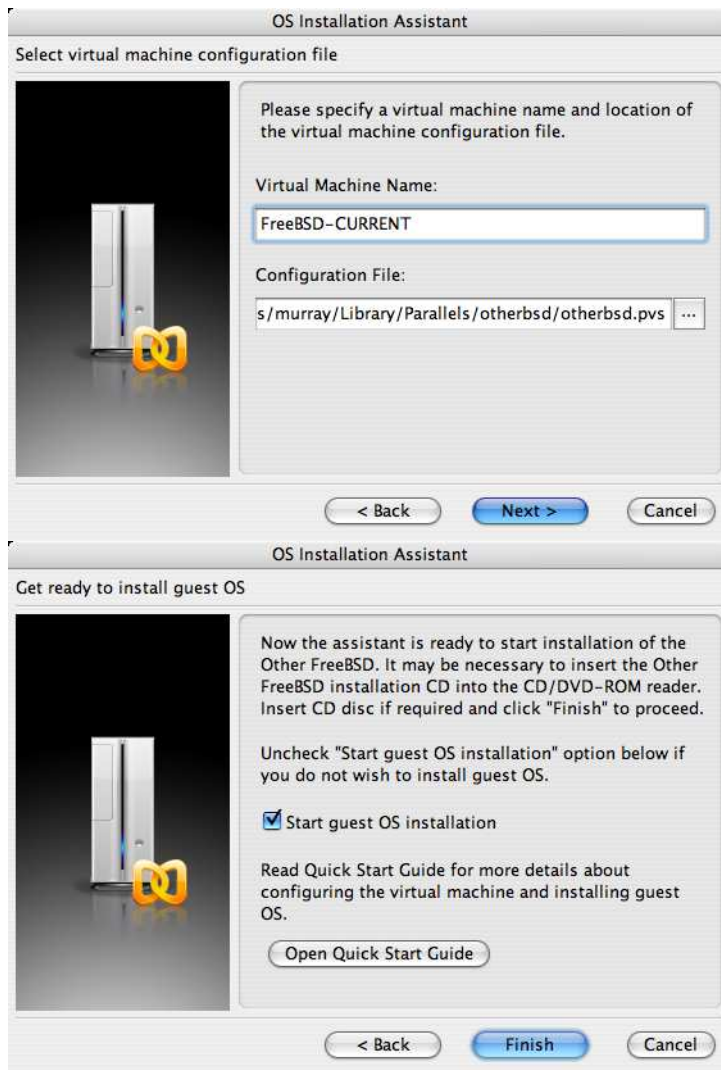 OS Installation Assistant
Select virtual machine configuration file
Please specify a virtual machine name and location of
the virtual machine configuration file.
Virtual Machine Name:
FreeBSD-CURRENT
Configuration File:
s/murray/Library/Parallels/otherbsd/otherbsd.pvs ...
< Back Next > Cancel
OS Installation Assistant
Get ready to install guest OS
Now the assistant is ready to start installation of the
Other FreeBSD. It may be necessary to insert the Other
FreeBSD installation CD into the CD/DVD-ROM reader.
Insert CD disc if required and click "Finish" to proceed.
Uncheck "Start guest OS installation" option below if
you do not wish to install guest OS.
Start guest OS installation
Read Quick Start Guide for more details about
configuring the virtual machine and installing guest
OS.
Open Quick Start Guide
< Back Finish Cancel